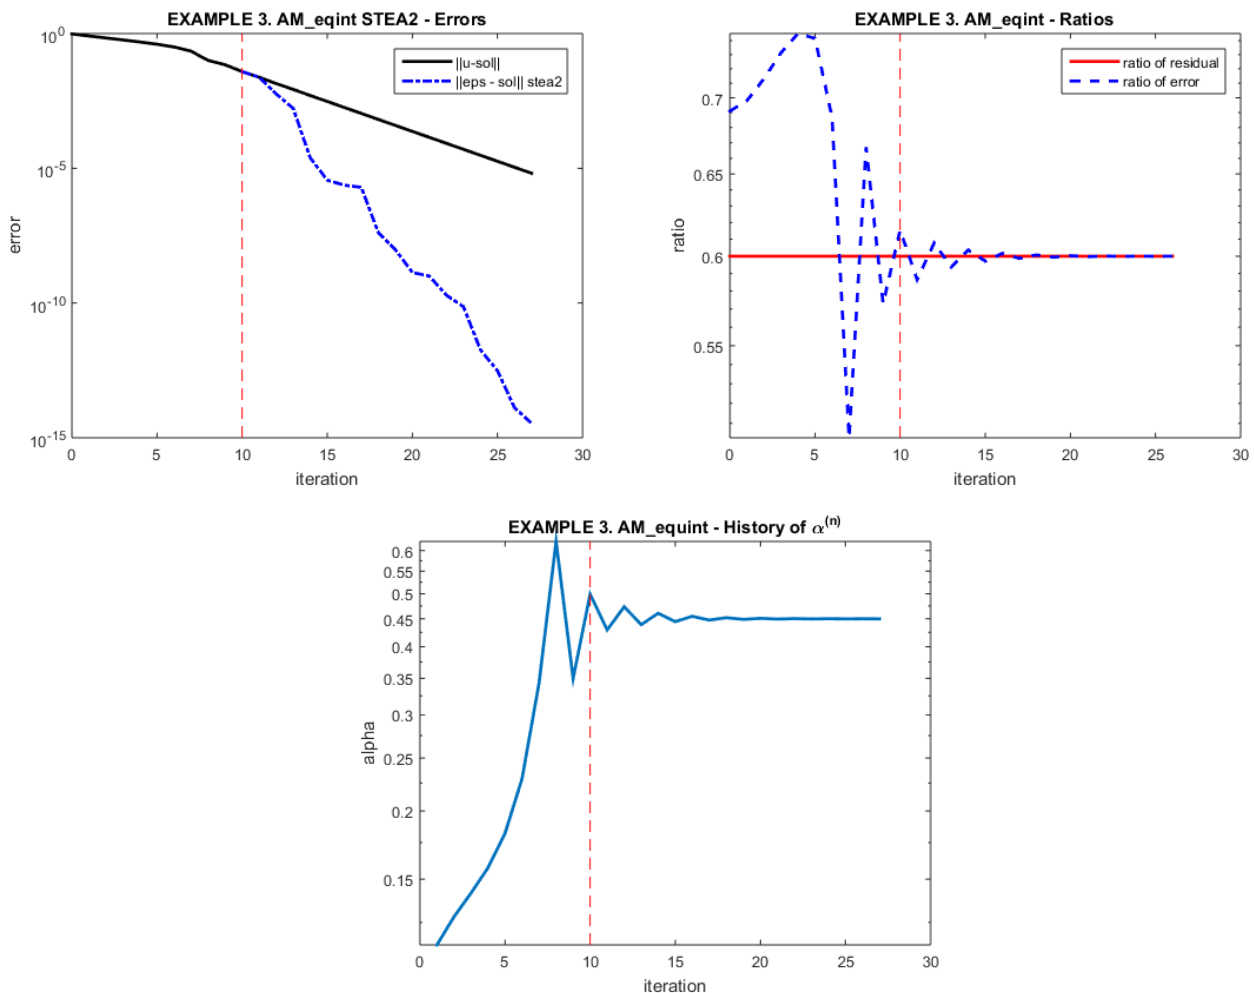 EXAMPLE 3. AM_eqint STEA2 - Errors
||u-sol||
||eps - sol|| stea2
10^0
10^-5
10^-10
10^-15
error
0 5 10 15 20 25 30
iteration
EXAMPLE 3. AM_eqint - Ratios
ratio of residual
ratio of error
0.7
0.65
0.6
0.55
ratio
0 5 10 15 20 25 30
iteration
EXAMPLE 3. AM_equint - History of α^(n)
0.6
0.55
0.5
0.45
0.4
0.35
0.3
0.25
0.2
0.15
alpha
0 5 10 15 20 25 30
iteration